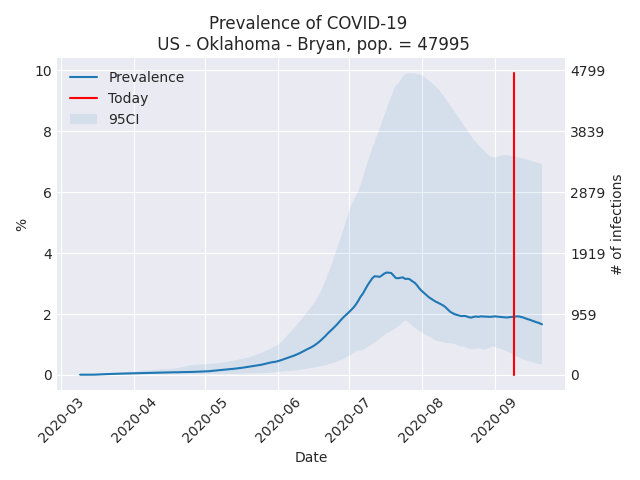 Prevalence of COVID-19
US - Oklahoma - Bryan, pop. = 47995
Prevalence
Today
95CI
10
8
6
4
2
0
%
4799
3839
2879
1919
959
0
# of infections
2020-03
2020-04
2020-05
2020-06
2020-07
2020-08
2020-09
Date